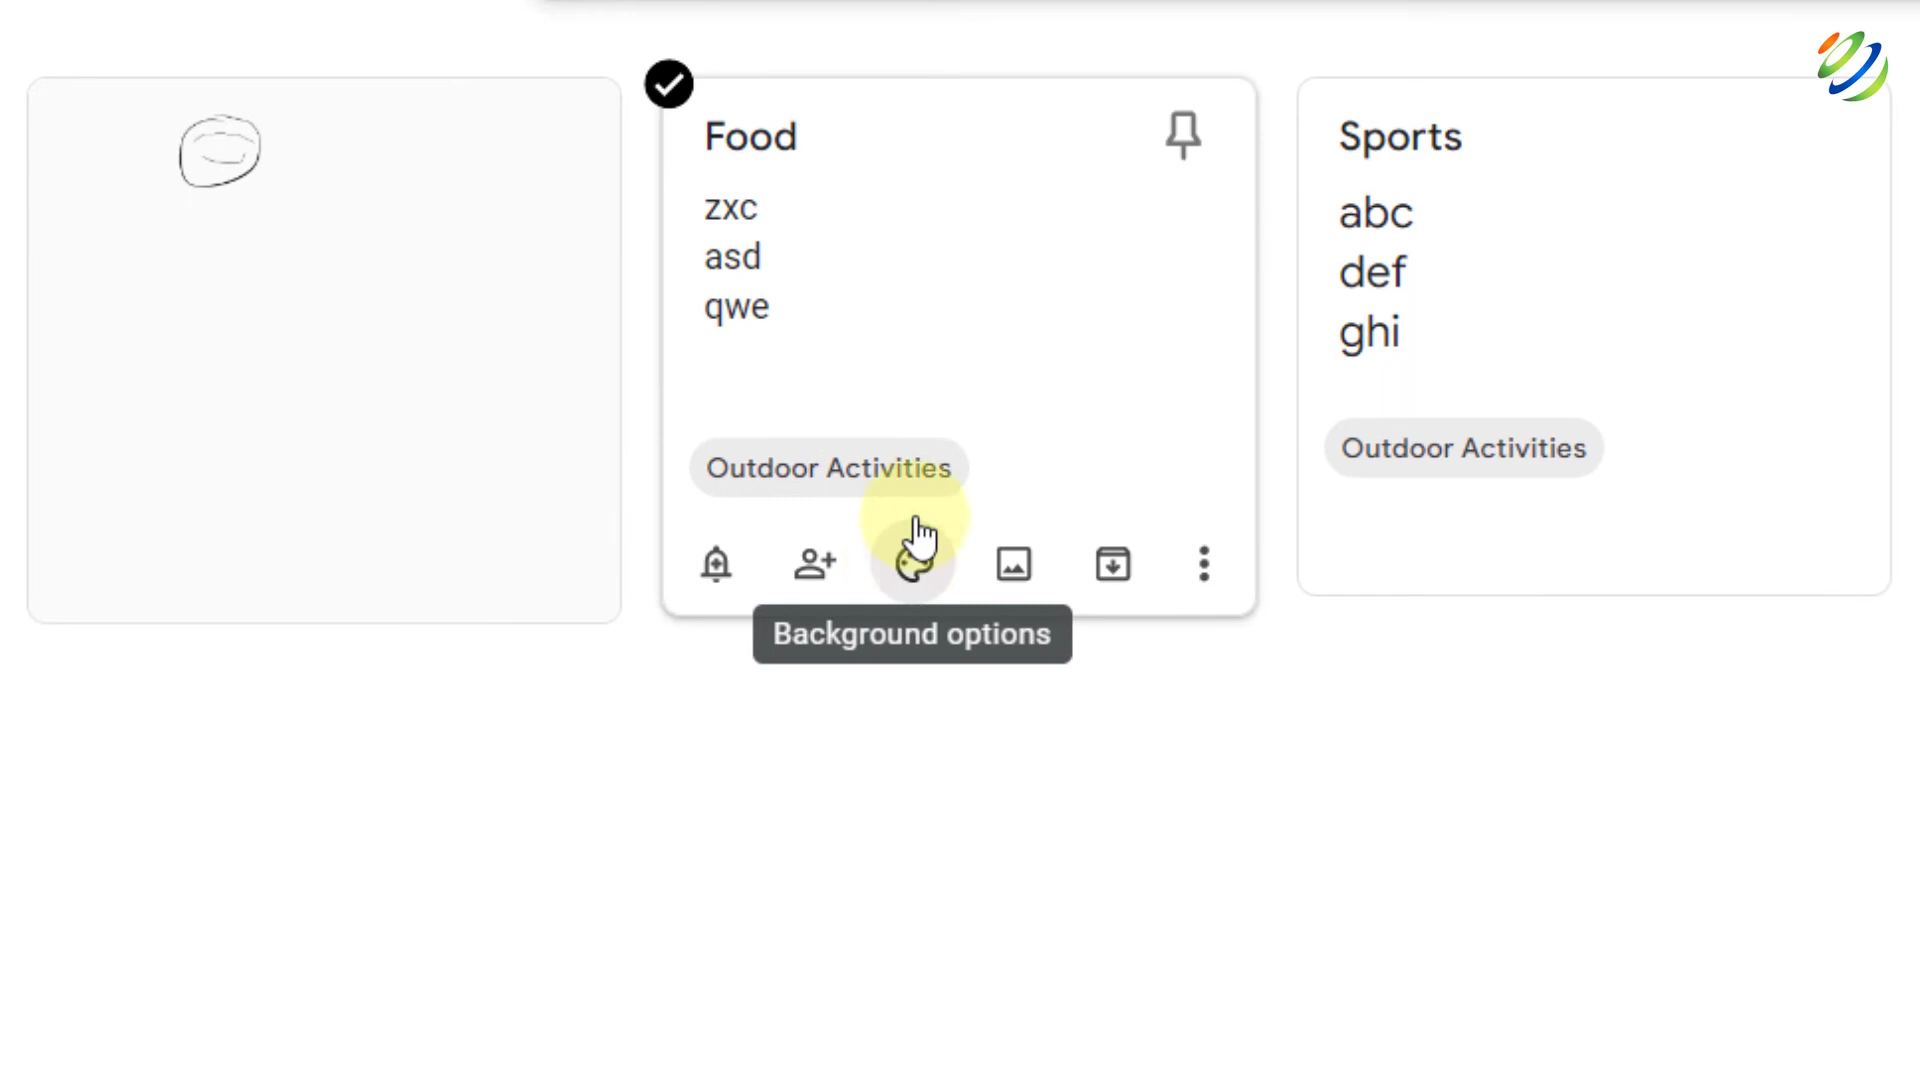 Food
zxc
asd
qwe
Outdoor Activities
Background options
Sports
abc
def
ghi
Outdoor Activities